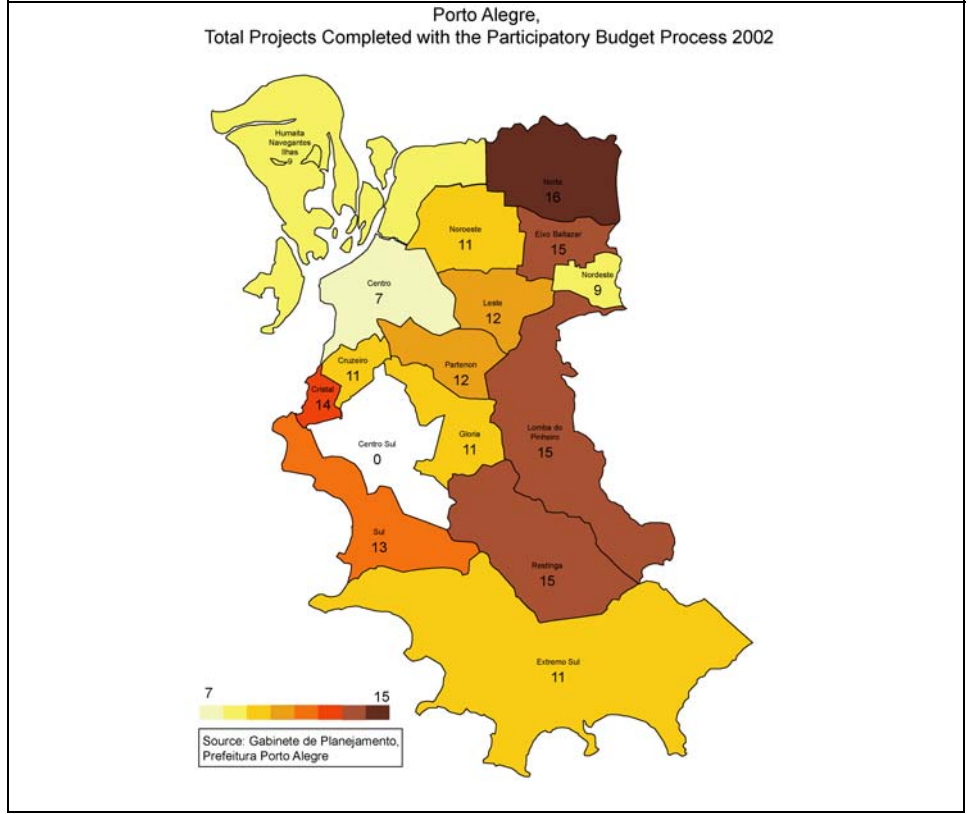 Porto Alegre,
Total Projects Completed with the Participatory Budget Process 2002
Humaita
Navegantes
Ilhas
9
Norte
16
Noroeste
11
Eixo Baltazar
15
Nordeste
9
Centro
7
Leste
12
Cruzeiro
11
Partenon
12
Cristal
14
Gloria
11
Lomba do
Pinheiro
15
Centro Sul
0
Sul
13
Restinga
15
Extremo Sul
11
7 15
Source: Gabinete de Planejamento,
Prefeitura Porto Alegre